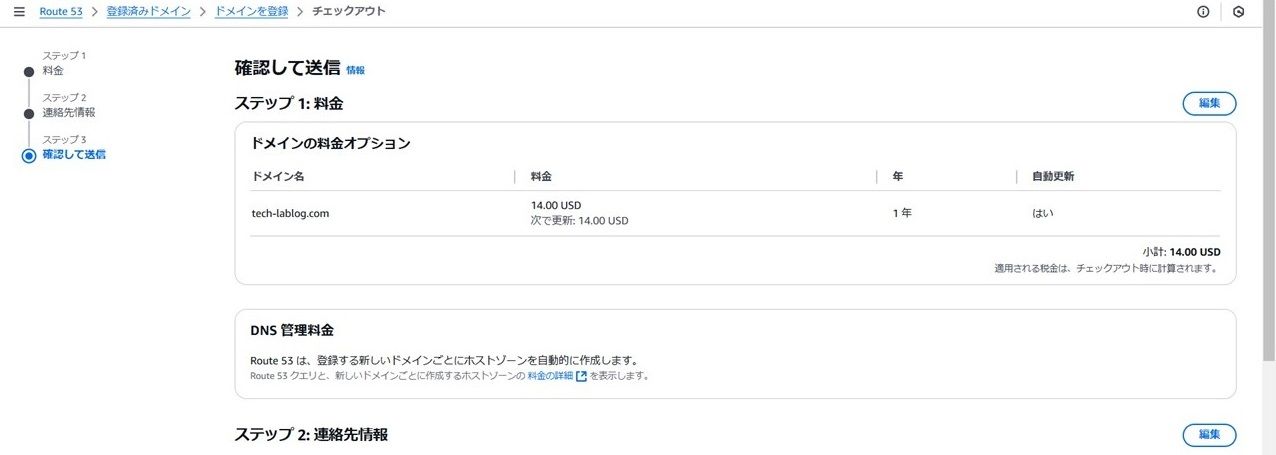 Route 53 > 登録済みドメイン > ドメインを登録 > チェックアウト
ステップ 1
料金
ステップ 2
連絡先情報
ステップ 3
確認して送信
確認して送信 情報
ステップ 1: 料金 編集
ドメインの料金オプション
ドメイン名 料金 年 自動更新
tech-lablog.com 14.00 USD 1 年 はい
次で更新: 14.00 USD
小計: 14.00 USD
適用される税金は、チェックアウト時に計算されます。
DNS 管理料金
Route 53 は、登録する新しいドメインごとにホストゾーンを自動的に作成します。
Route 53 クエリと、新しいドメインごとに作成するホストゾーンの 料金の詳細 を表示します。
ステップ 2: 連絡先情報 編集